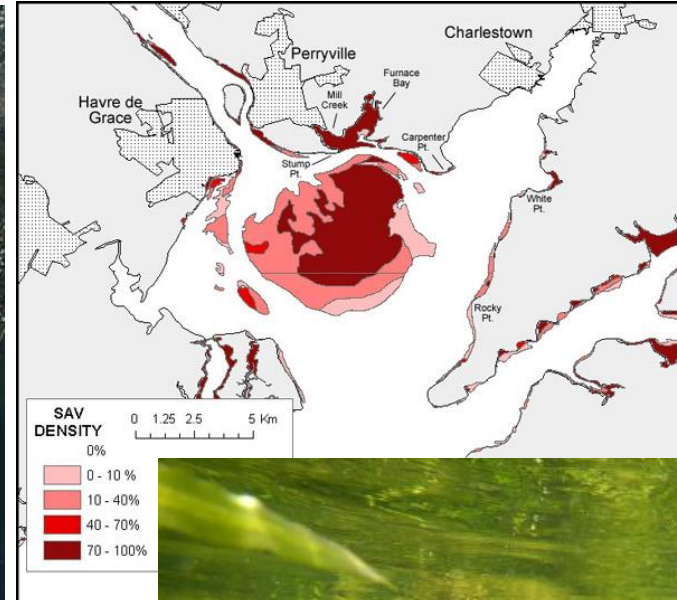 Charlestown
Perryville
Furnace
Bay
Mill
Creek
Havre de
Grace
Carpenter
Pt.
Stump
Pt.
White
Pt.
Rocky
Pt.
SAV
DENSITY
0 1.25 2.5 5 Km
0%
0 - 10 %
10 - 40%
40 - 70%
70 - 100%